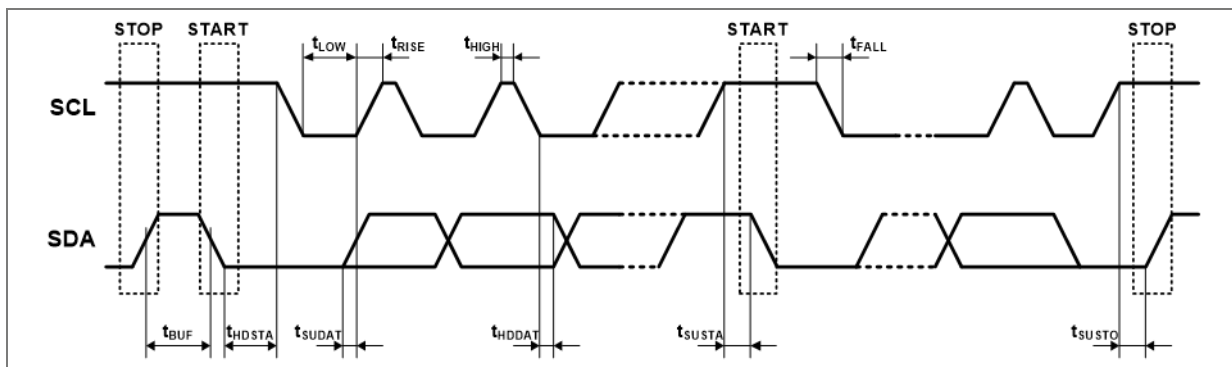 STOP START START STOP
tLOW tRISE tHIGH tFALL
SCL
SDA
tBUF tHDSTA tSUDAT tHDDAT tSUSTA tSUSTO